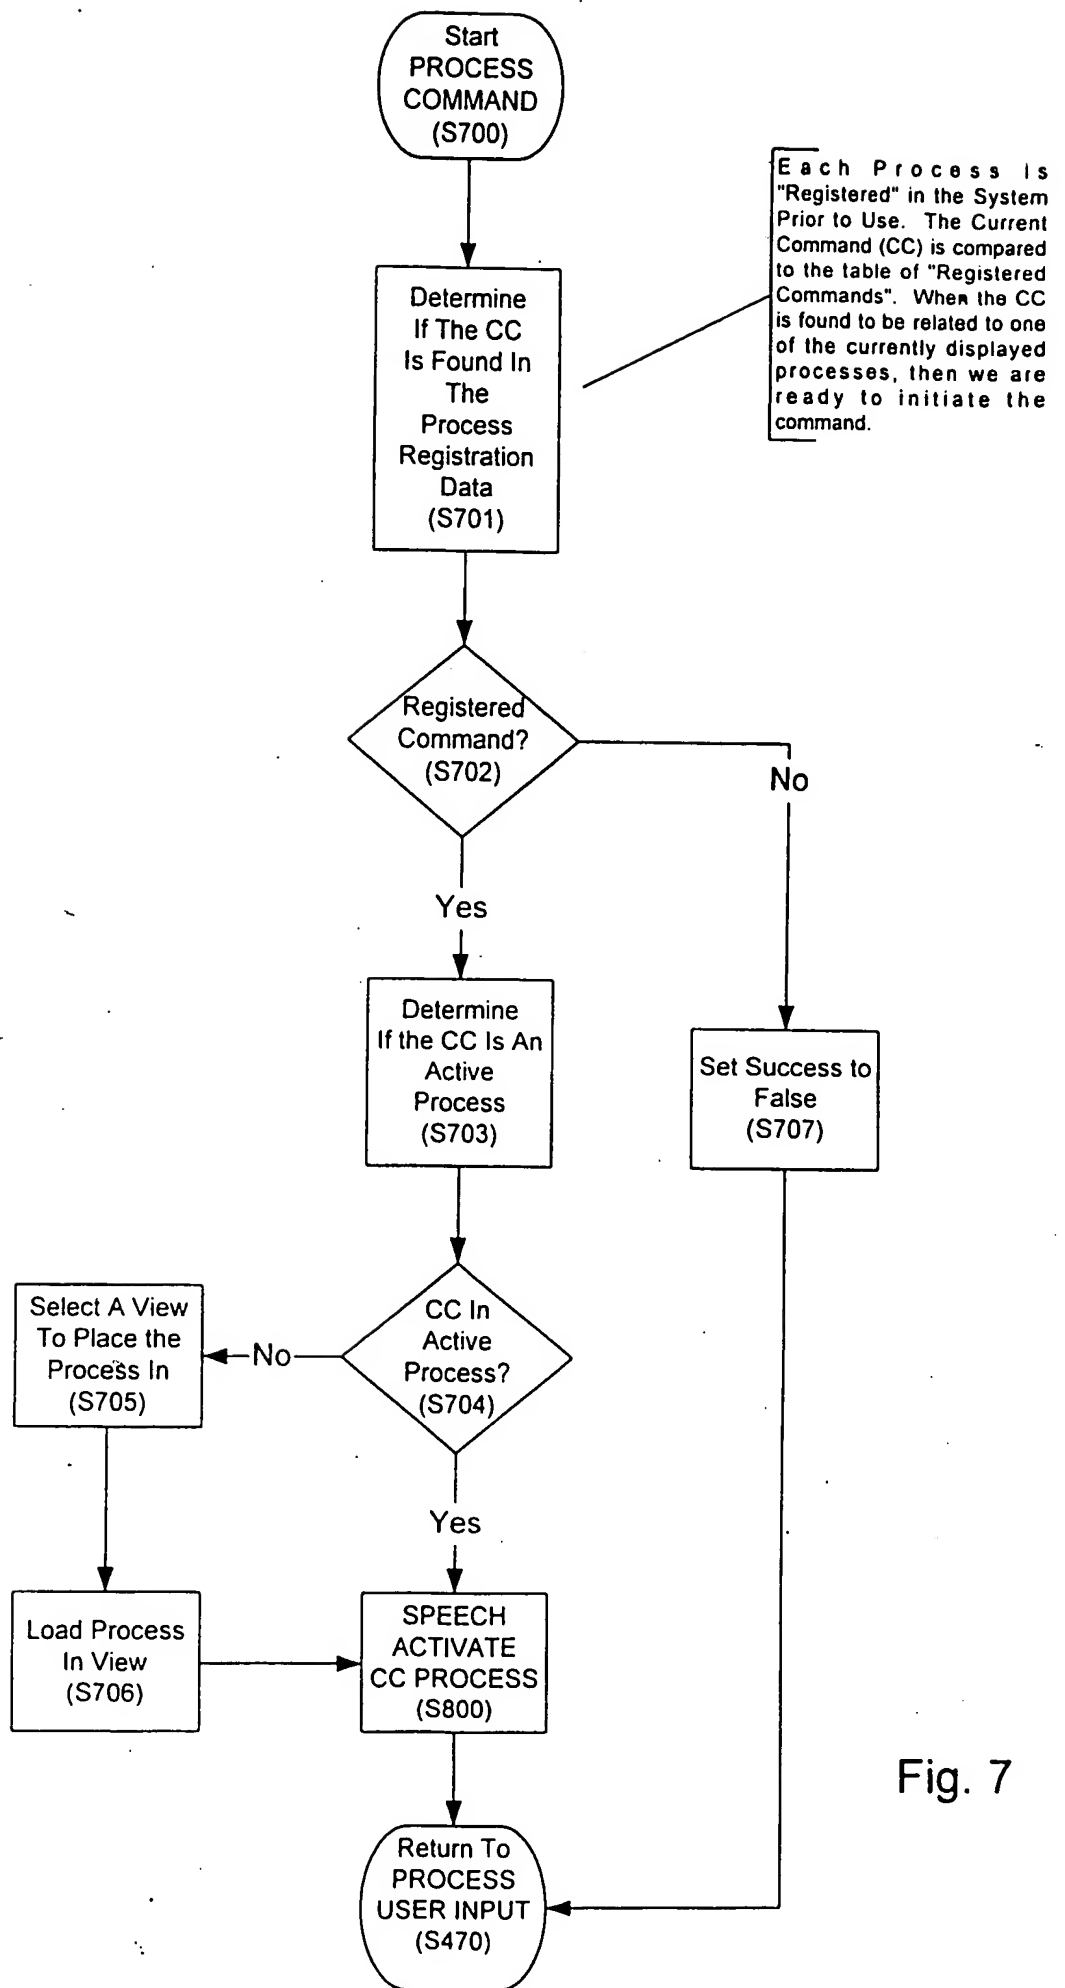 Start
PROCESS
COMMAND
(S700)
Each Process is
"Registered" in the System
Prior to Use. The Current
Command (CC) is compared
to the table of "Registered
Commands". When the CC
is found to be related to one
of the currently displayed
processes, then we are
ready to initiate the
command.
Determine
If The CC
Is Found In
The
Process
Registration
Data
(S701)
Registered
Command?
(S702)
No
Yes
Determine
If the CC Is An
Active
Process
(S703)
Set Success to
False
(S707)
Select A View
To Place the
Process In
(S705)
No
CC In
Active
Process?
(S704)
Yes
Load Process
In View
(S706)
SPEECH
ACTIVATE
CC PROCESS
(S800)
Fig. 7
Return To
PROCESS
USER INPUT
(S470)